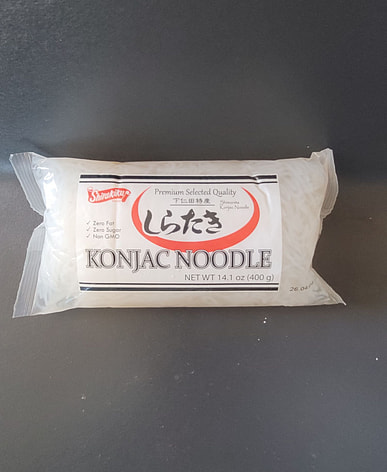 Shirakiku
Premium Selected Quality
下仁田特産
Shirataki
Konjac Noodle
しらたき
✓ Zero Fat
✓ Zero Sugar
✓ Non GMO
KONJAC NOODLE
NET WT 14.1 oz (400 g)